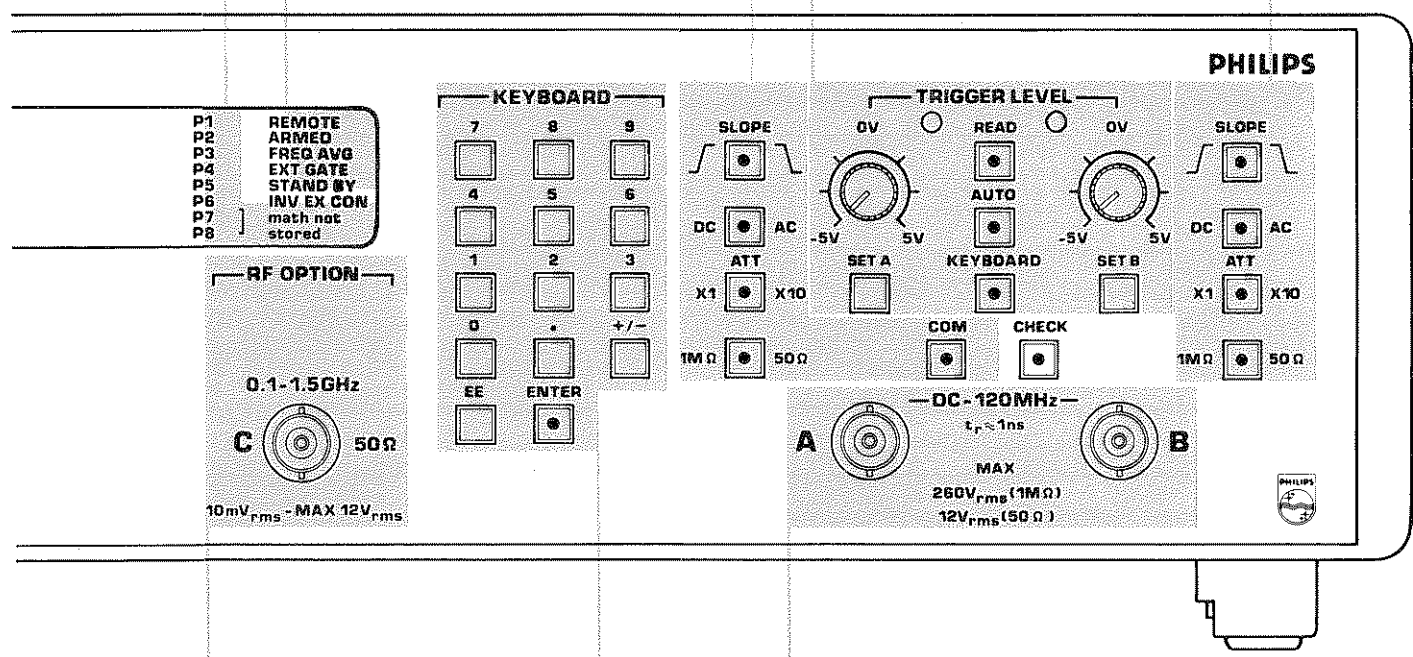 PHILIPS
P1 REMOTE
P2 ARMED
P3 FREQ AVG
P4 EXT GATE
P5 STAND BY
P6 INV EX CON
P7 math not
P8 stored
RF OPTION
0.1-1.5GHz
C 50Ω
10mVrms - MAX 12Vrms
KEYBOARD
7 8 9
4 5 6
1 2 3
0 . +/-
EE ENTER
SLOPE
DC AC
ATT
X1 X10
1MΩ 50Ω
TRIGGER LEVEL
0V READ 0V
AUTO
-5V 5V -5V 5V
SET A KEYBOARD SET B
COM CHECK
SLOPE
DC AC
ATT
X1 X10
1MΩ 50Ω
DC-120MHz
A B
tr≈1ns
MAX
260Vrms(1MΩ)
12Vrms(50Ω)
PHILIPS